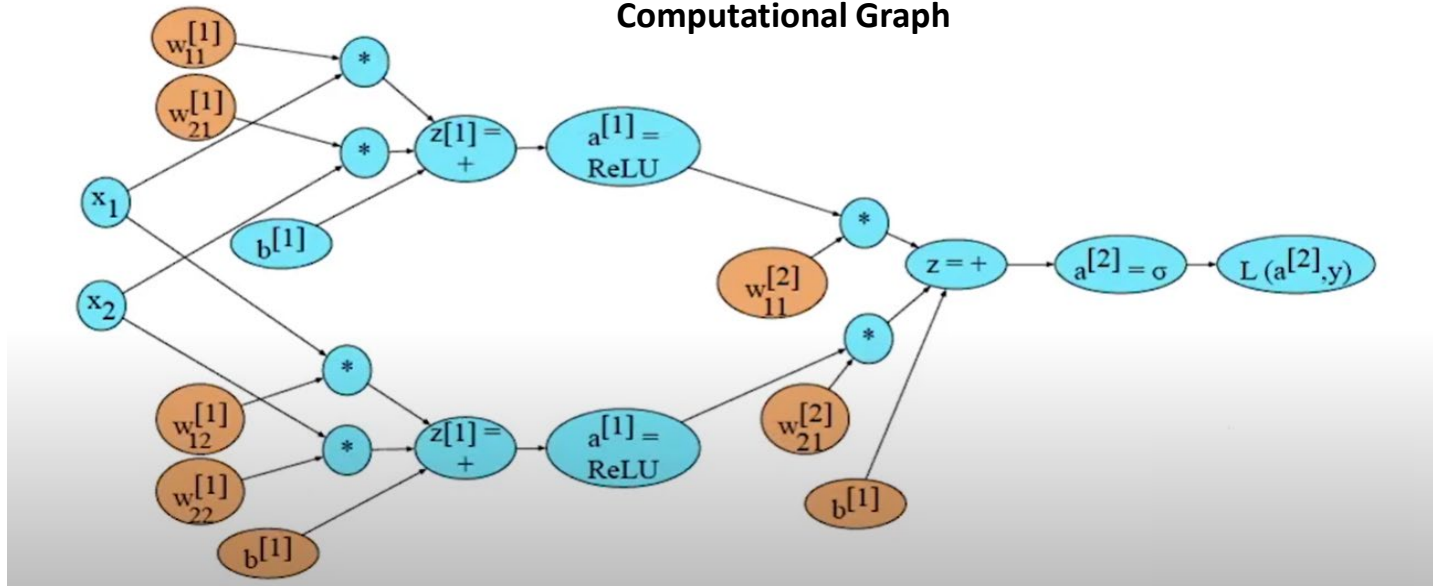 Computational Graph
w[1]
11
*
w[1]
21
*
z[1] =
+
a[1] =
ReLU
x1
b[1]
*
x2
w[2]
11
z = +
a[2] = σ
L (a[2],y)
*
*
w[1]
12
*
z[1] =
+
a[1] =
ReLU
w[2]
21
w[1]
22
b[1]
b[1]